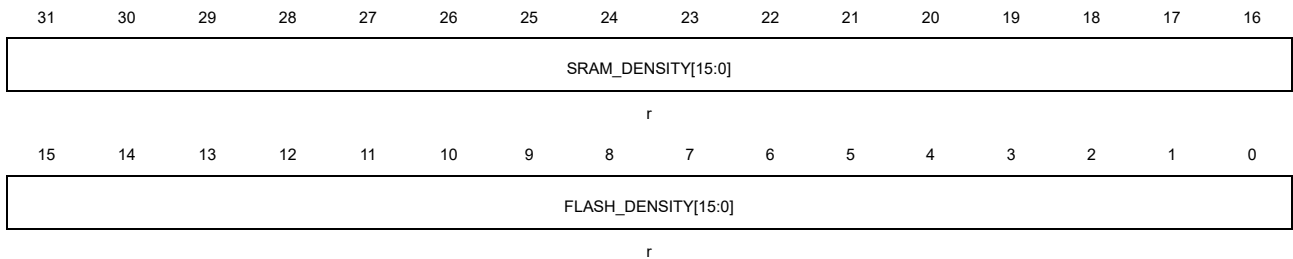 31 30 29 28 27 26 25 24 23 22 21 20 19 18 17 16
SRAM_DENSITY[15:0]
r
15 14 13 12 11 10 9 8 7 6 5 4 3 2 1 0
FLASH_DENSITY[15:0]
r